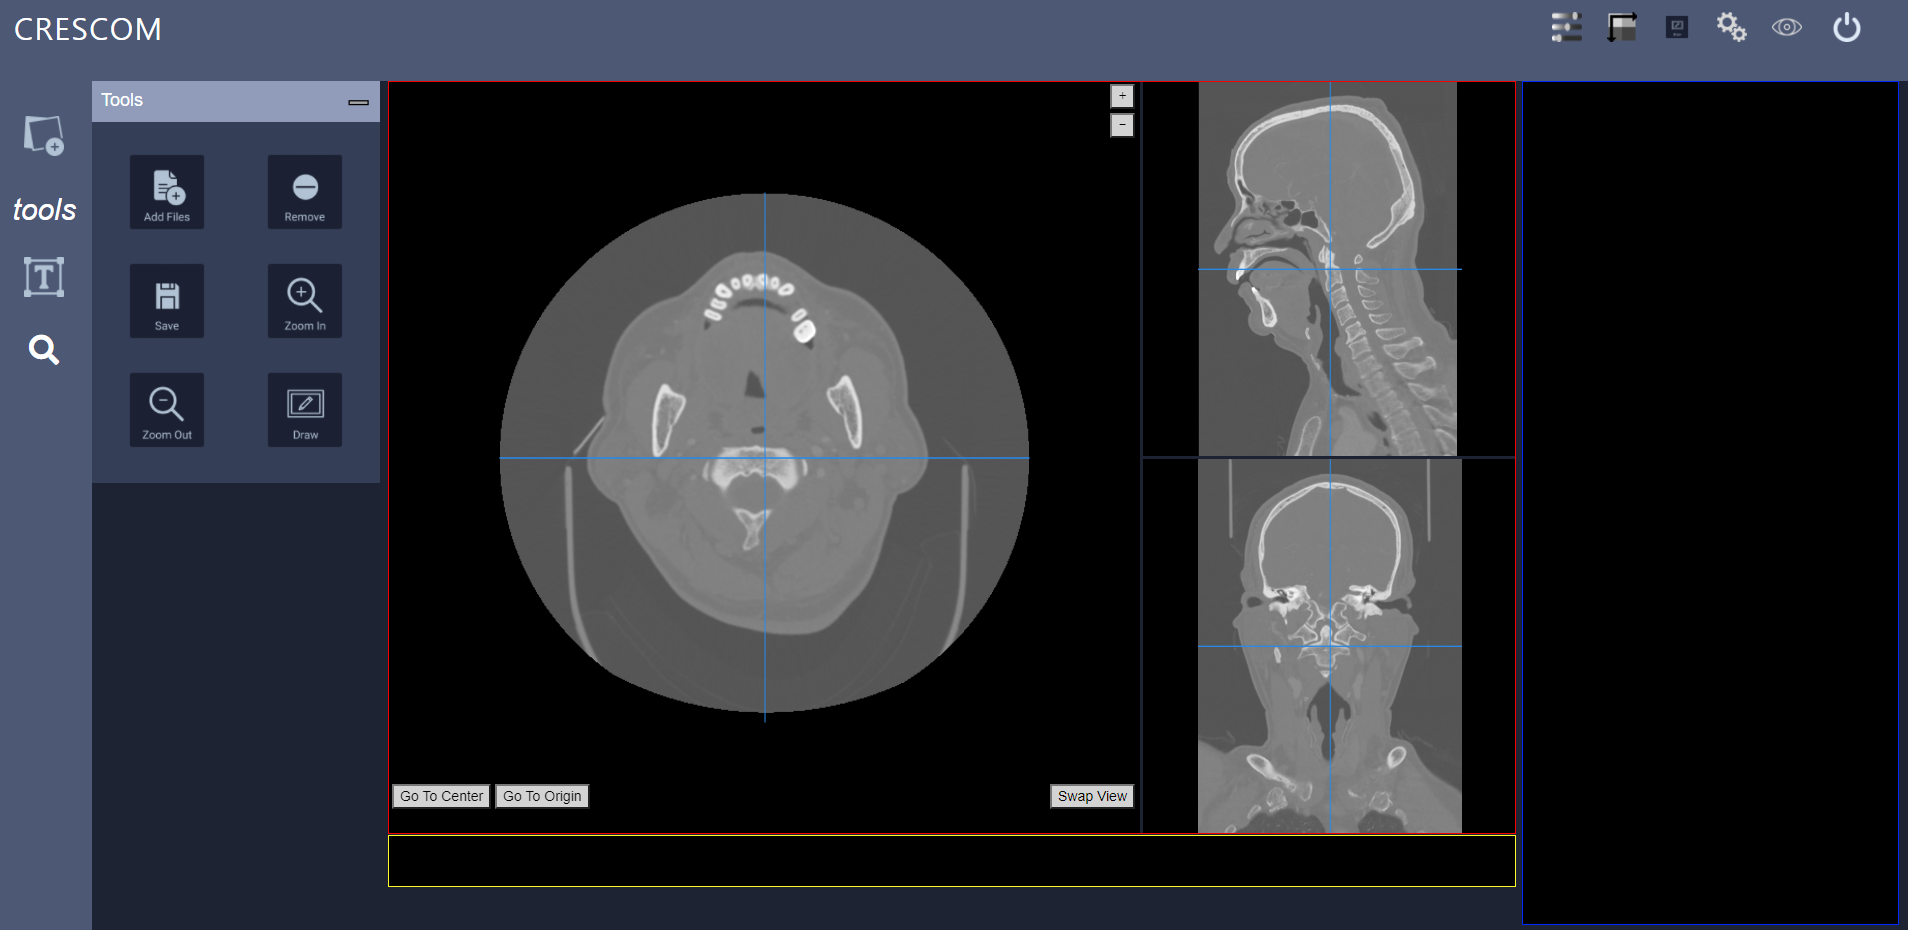 CRESCOM
Tools
+
−
Add Files
Remove
tools
T
Save
Zoom In
Zoom Out
Draw
Go To Center
Go To Origin
Swap View